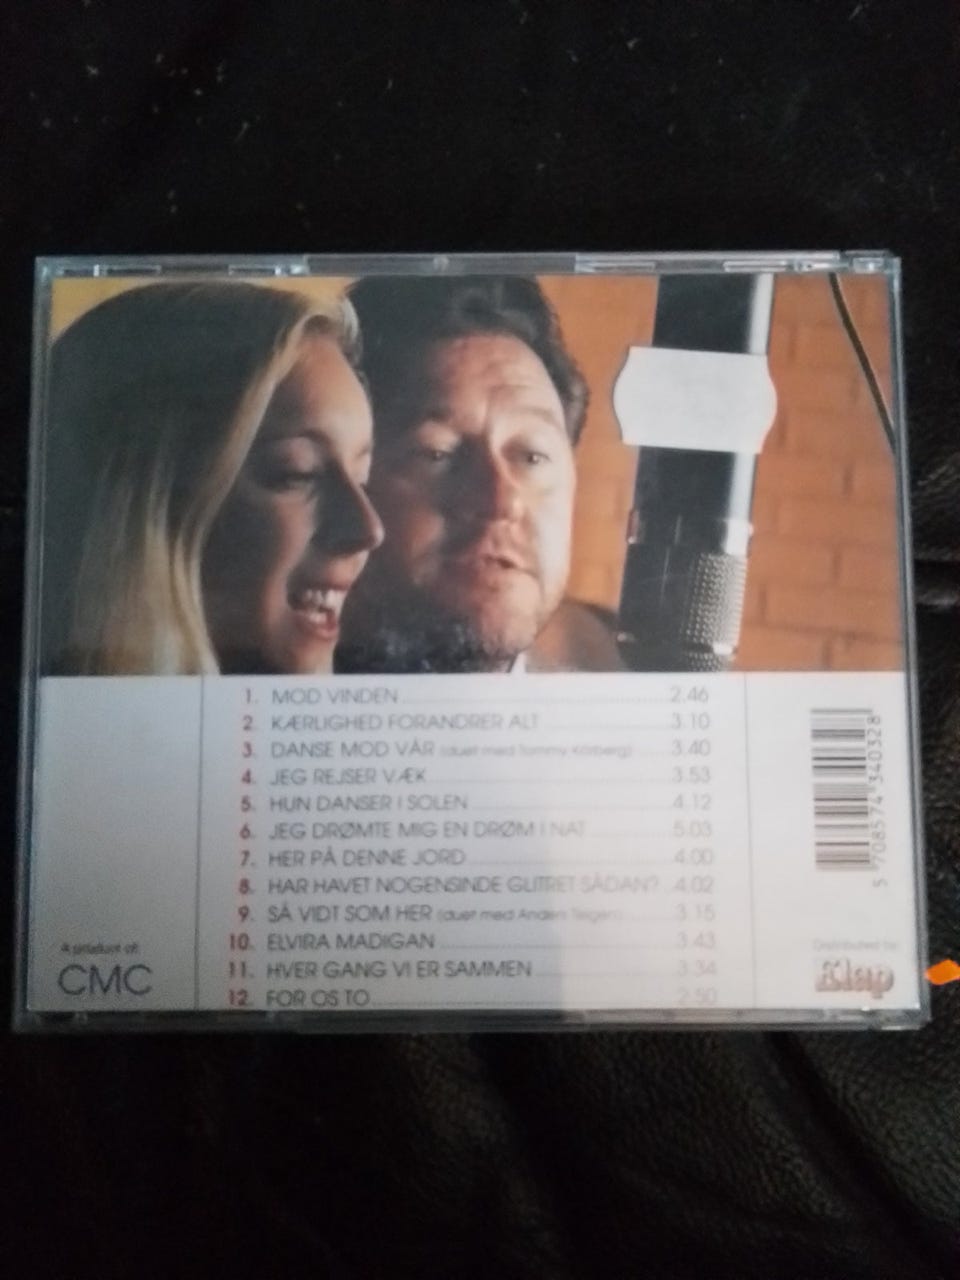 1. MOD VINDEN 2.46
2. KÆRLIGHED FORANDRER ALT 3.10
3. DANSE MOD VÅR (duet med Tommy Körberg) 3.40
4. JEG REJSER VÆK 3.53
5. HUN DANSER I SOLEN 4.12
6. JEG DRØMTE MIG EN DRØM I NAT 5.03
7. HER PÅ DENNE JORD 4.00
8. HAR HAVET NOGENSINDE GLITRET SÅDAN? 4.02
9. SÅ VIDT SOM HER (duet med Anders Teigen) 3.15
10. ELVIRA MADIGAN 3.43
11. HVER GANG VI ER SAMMEN 3.34
12. FOR OS TO 2.50
A product of:
CMC
5 708574 340328
Distributed by:
Elap